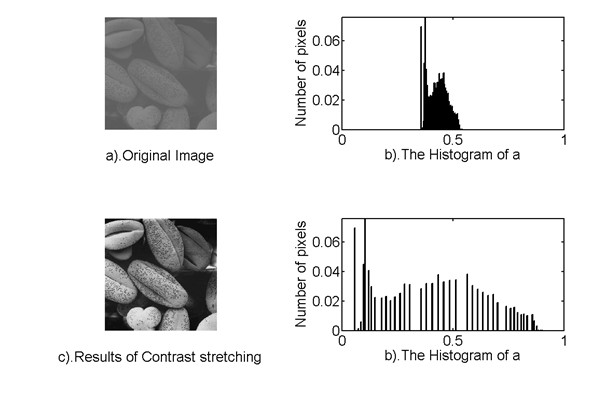 Number of pixels
0.06
0.04
0.02
0
0 0.5 1
a).Original Image
b).The Histogram of a
Number of pixels
0.06
0.04
0.02
0
0 0.5 1
c).Results of Contrast stretching
b).The Histogram of a